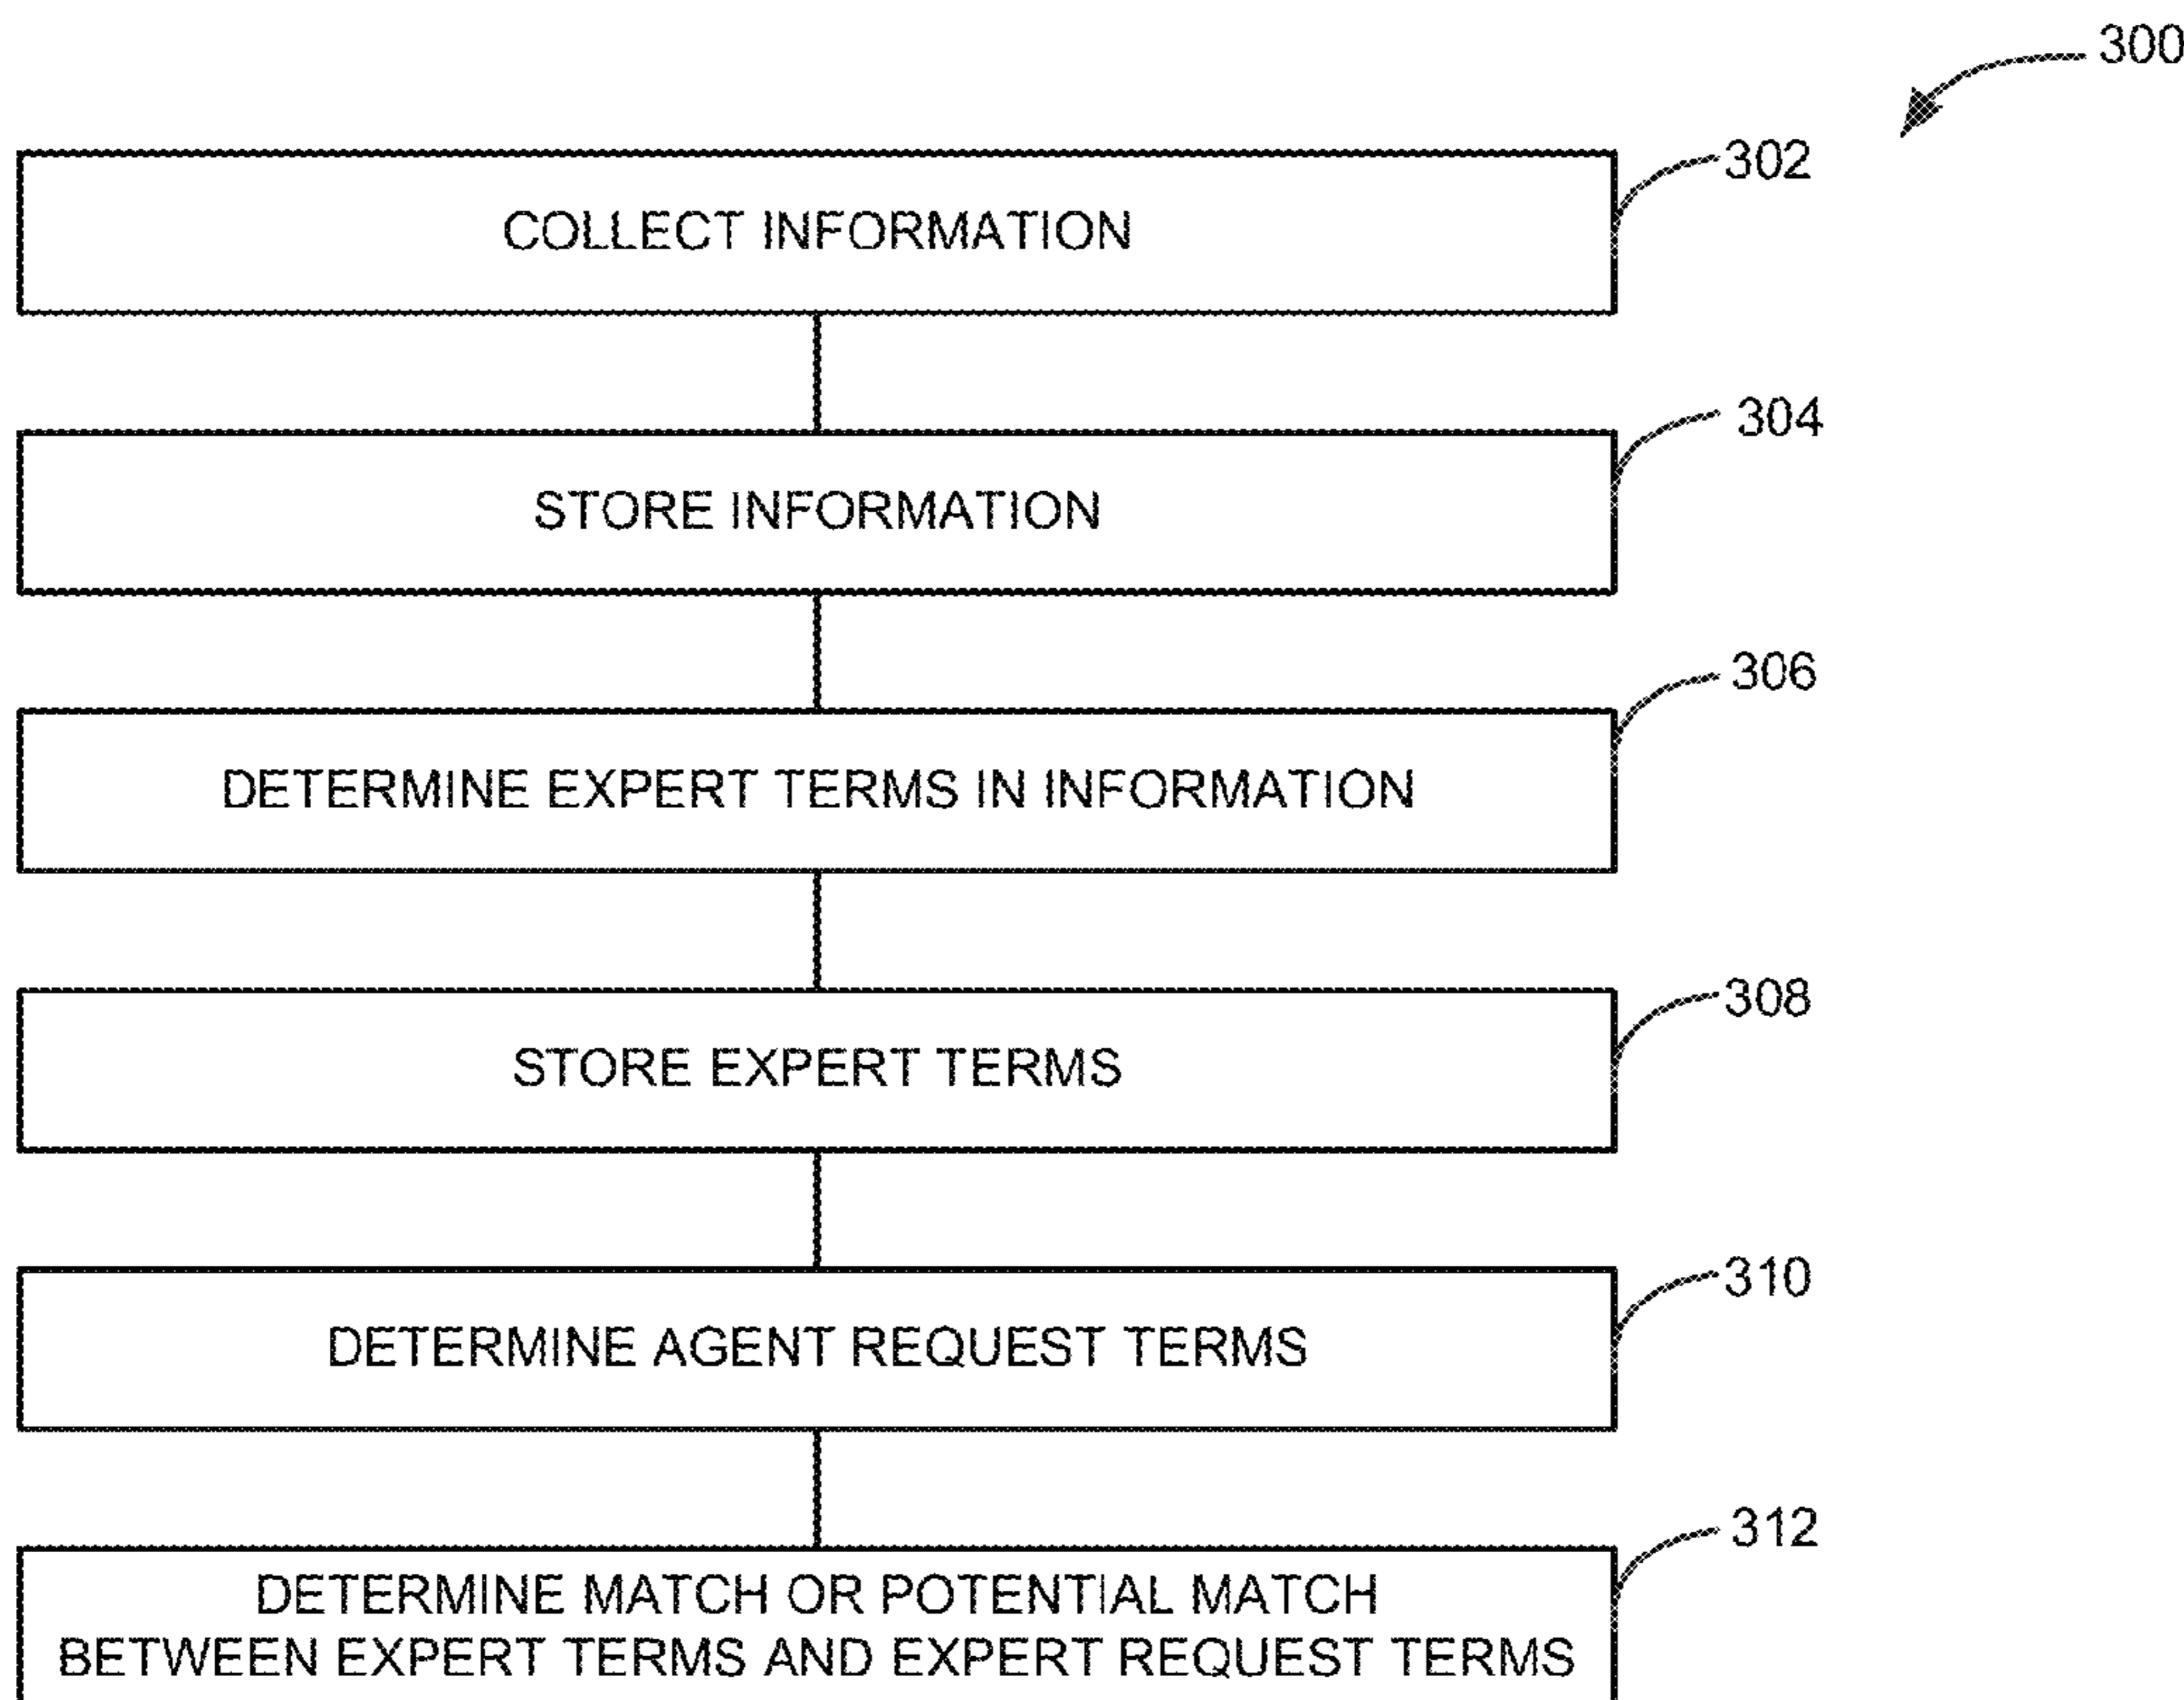 300
302
COLLECT INFORMATION
304
STORE INFORMATION
306
DETERMINE EXPERT TERMS IN INFORMATION
308
STORE EXPERT TERMS
310
DETERMINE AGENT REQUEST TERMS
312
DETERMINE MATCH OR POTENTIAL MATCH
BETWEEN EXPERT TERMS AND EXPERT REQUEST TERMS